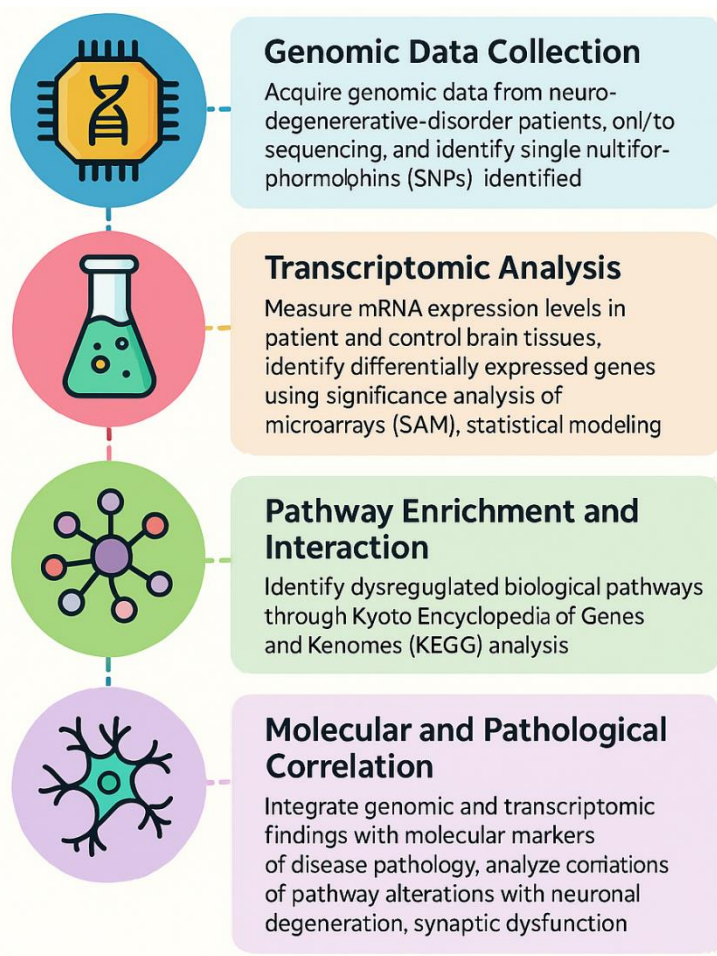 Genomic Data Collection
Acquire genomic data from neuro-
degenererative-disorder patients, onl/to
sequencing, and identify single nultifor-
phormolphins (SNPs) identified
Transcriptomic Analysis
Measure mRNA expression levels in
patient and control brain tissues,
identify differentially expressed genes
using significance analysis of
microarrays (SAM), statistical modeling
Pathway Enrichment and
Interaction
Identify dysreguglated biological pathways
through Kyoto Encyclopedia of Genes
and Kenomes (KEGG) analysis
Molecular and Pathological
Correlation
Integrate genomic and transcriptomic
findings with molecular markers
of disease pathology, analyze
of pathway alterations with neuronal
degeneration, synaptic dysfunction